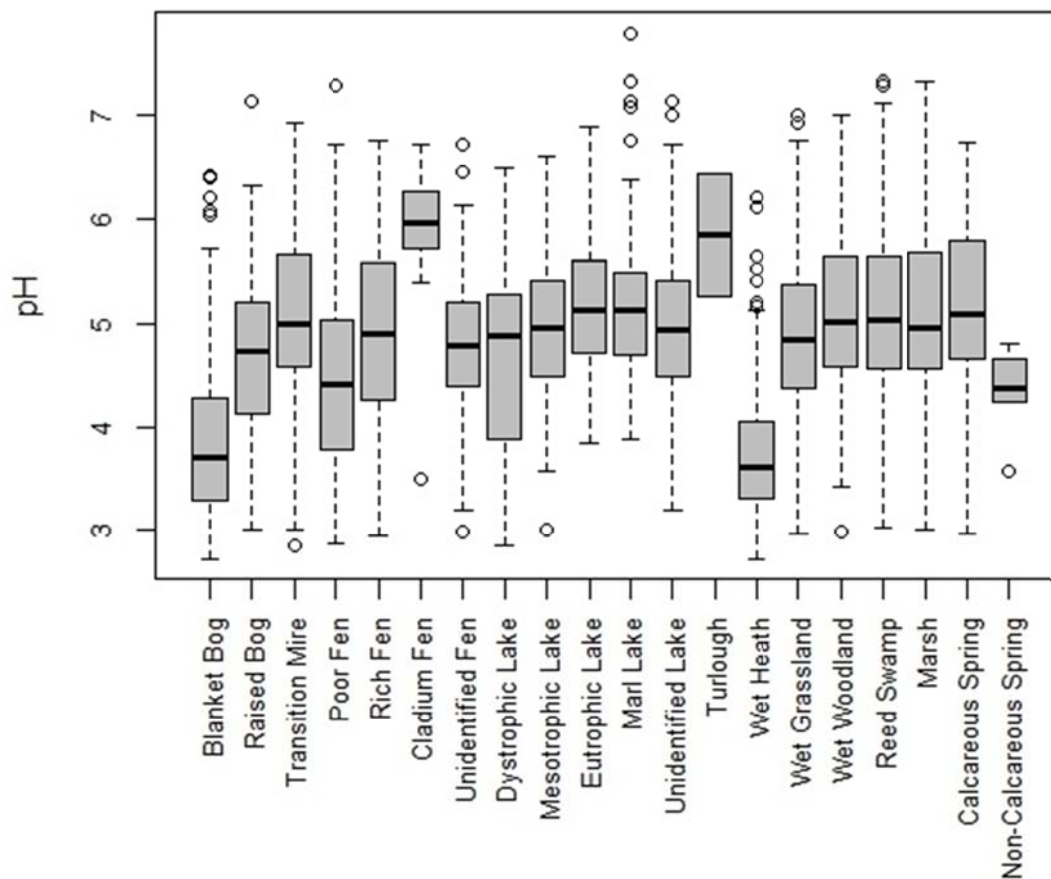 pH
7
6
5
4
3
Blanket Bog
Raised Bog
Transition Mire
Poor Fen
Rich Fen
Cladium Fen
Unidentified Fen
Dystrophic Lake
Mesotrophic Lake
Eutrophic Lake
Marl Lake
Unidentified Lake
Turlough
Wet Heath
Wet Grassland
Wet Woodland
Reed Swamp
Marsh
Calcareous Spring
Non-Calcareous Spring